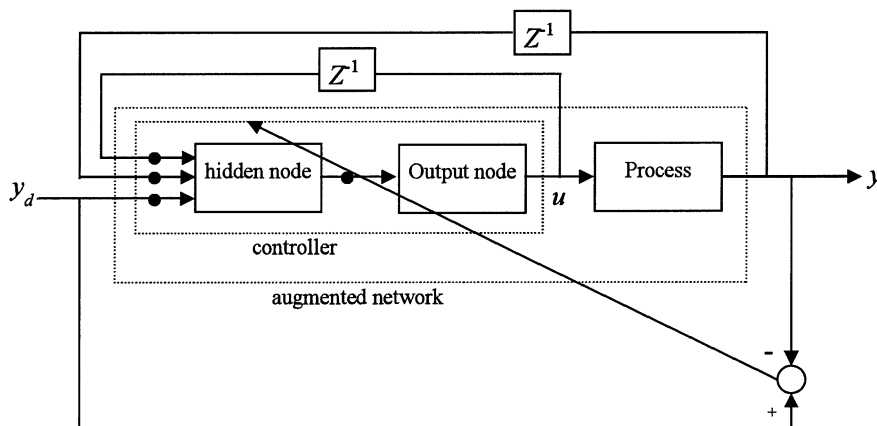 Z⁻¹
Z⁻¹
hidden node
Output node
Process
y_d
u
y
controller
augmented network
-
+